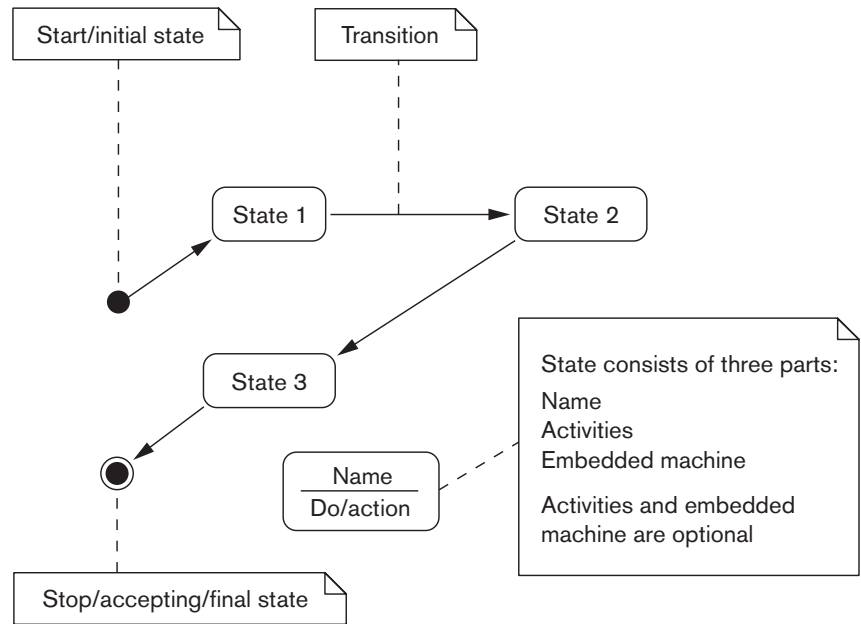 Start/initial state
Transition
State 1
State 2
State 3
State consists of three parts:
Name
Activities
Embedded machine
Activities and embedded
machine are optional
Name
Do/action
Stop/accepting/final state